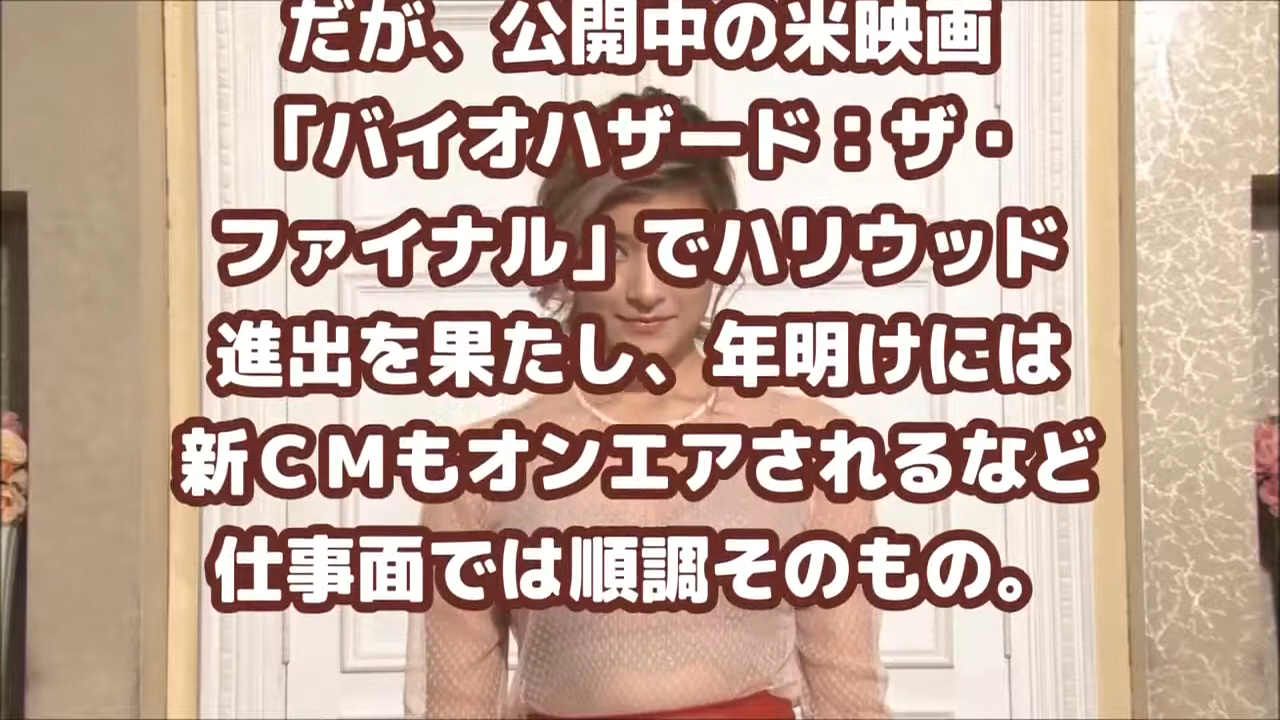 だが、公開中の米映画
「バイオハザード：ザ・
ファイナル」でハリウッド
進出を果たし、年明けには
新ＣＭもオンエアされるなど
仕事面では順調そのもの。